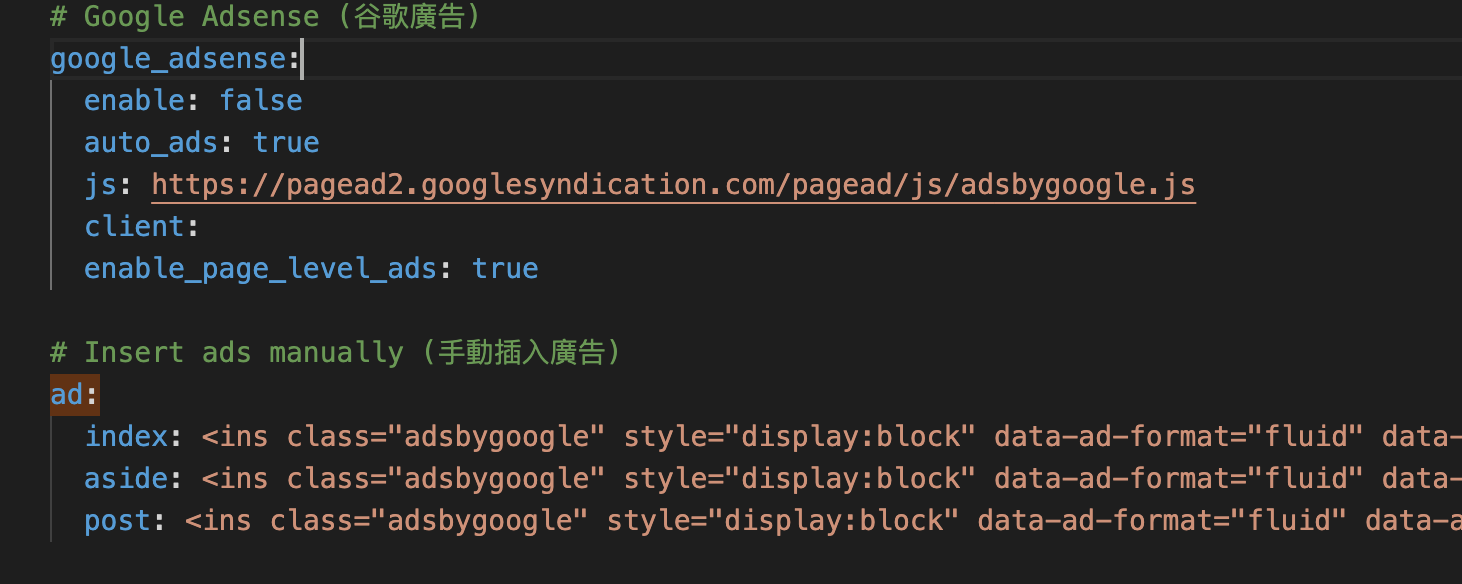 # Google Adsense (谷歌廣告)
google_adsense:
  enable: false
  auto_ads: true
  js: https://pagead2.googlesyndication.com/pagead/js/adsbygoogle.js
  client:
  enable_page_level_ads: true
# Insert ads manually (手動插入廣告)
ad:
  index: <ins class="adsbygoogle" style="display:block" data-ad-format="fluid" data-
  aside: <ins class="adsbygoogle" style="display:block" data-ad-format="fluid" data-
  post: <ins class="adsbygoogle" style="display:block" data-ad-format="fluid" data-a